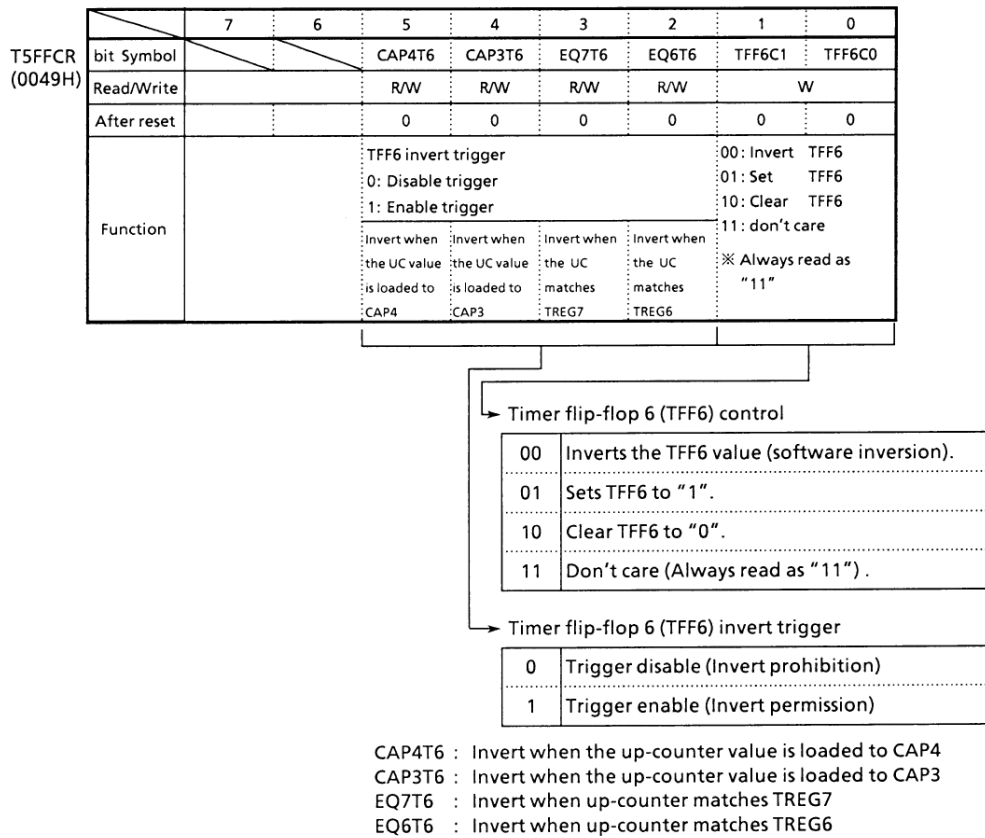 7 6 5 4 3 2 1 0
T5FFCR (0049H)
bit Symbol CAP4T6 CAP3T6 EQ7T6 EQ6T6 TFF6C1 TFF6C0
Read/Write R/W R/W R/W R/W W
After reset 0 0 0 0 0 0
Function
TFF6 invert trigger
0: Disable trigger
1: Enable trigger
Invert when the UC value is loaded to CAP4
Invert when the UC value is loaded to CAP3
Invert when the UC matches TREG7
Invert when the UC matches TREG6
00: Invert TFF6
01: Set TFF6
10: Clear TFF6
11: don't care
※ Always read as
"11"
Timer flip-flop 6 (TFF6) control
00 Inverts the TFF6 value (software inversion).
01 Sets TFF6 to "1".
10 Clear TFF6 to "0".
11 Don't care (Always read as "11") .
Timer flip-flop 6 (TFF6) invert trigger
0 Trigger disable (Invert prohibition)
1 Trigger enable (Invert permission)
CAP4T6 : Invert when the up-counter value is loaded to CAP4
CAP3T6 : Invert when the up-counter value is loaded to CAP3
EQ7T6 : Invert when up-counter matches TREG7
EQ6T6 : Invert when up-counter matches TREG6